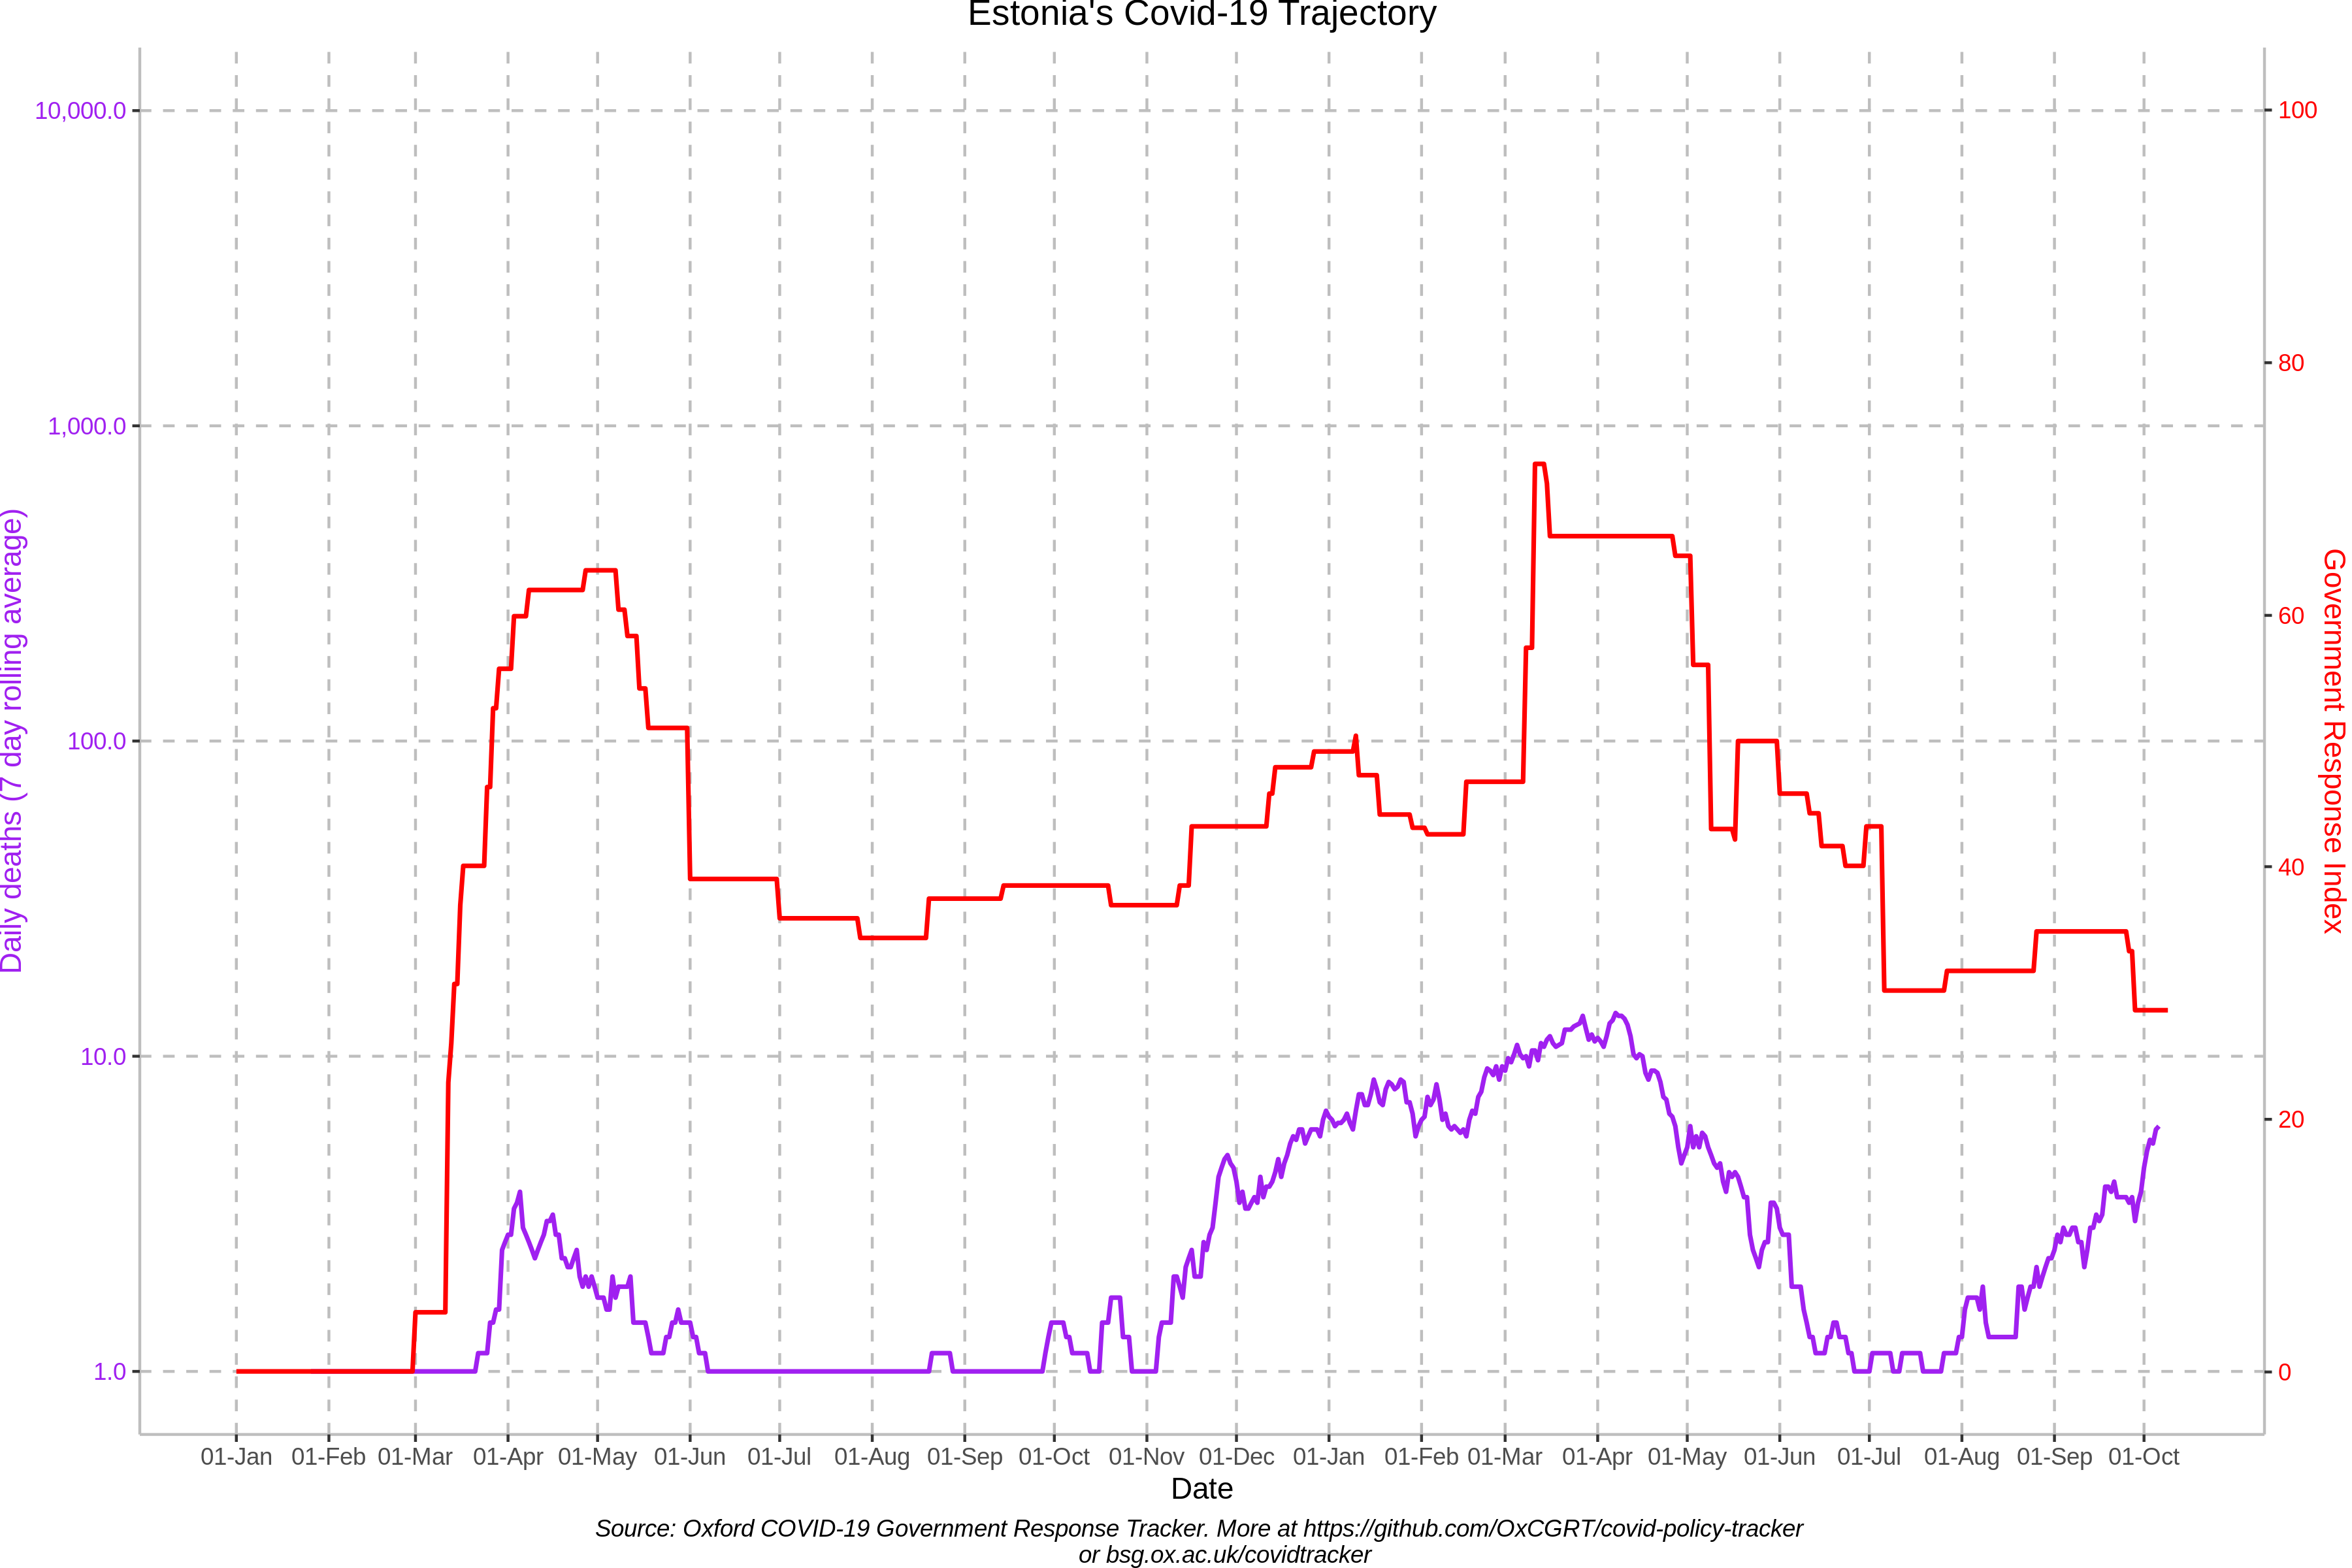 Estonia's Covid-19 Trajectory
10,000.0
1,000.0
100.0
10.0
1.0
Daily deaths (7 day rolling average)
100
80
60
40
20
0
Government Response Index
01-Jan 01-Feb 01-Mar 01-Apr 01-May 01-Jun 01-Jul 01-Aug 01-Sep 01-Oct 01-Nov 01-Dec 01-Jan 01-Feb 01-Mar 01-Apr 01-May 01-Jun 01-Jul 01-Aug 01-Sep 01-Oct
Date
Source: Oxford COVID-19 Government Response Tracker. More at https://github.com/OxCGRT/covid-policy-tracker
or bsg.ox.ac.uk/covidtracker